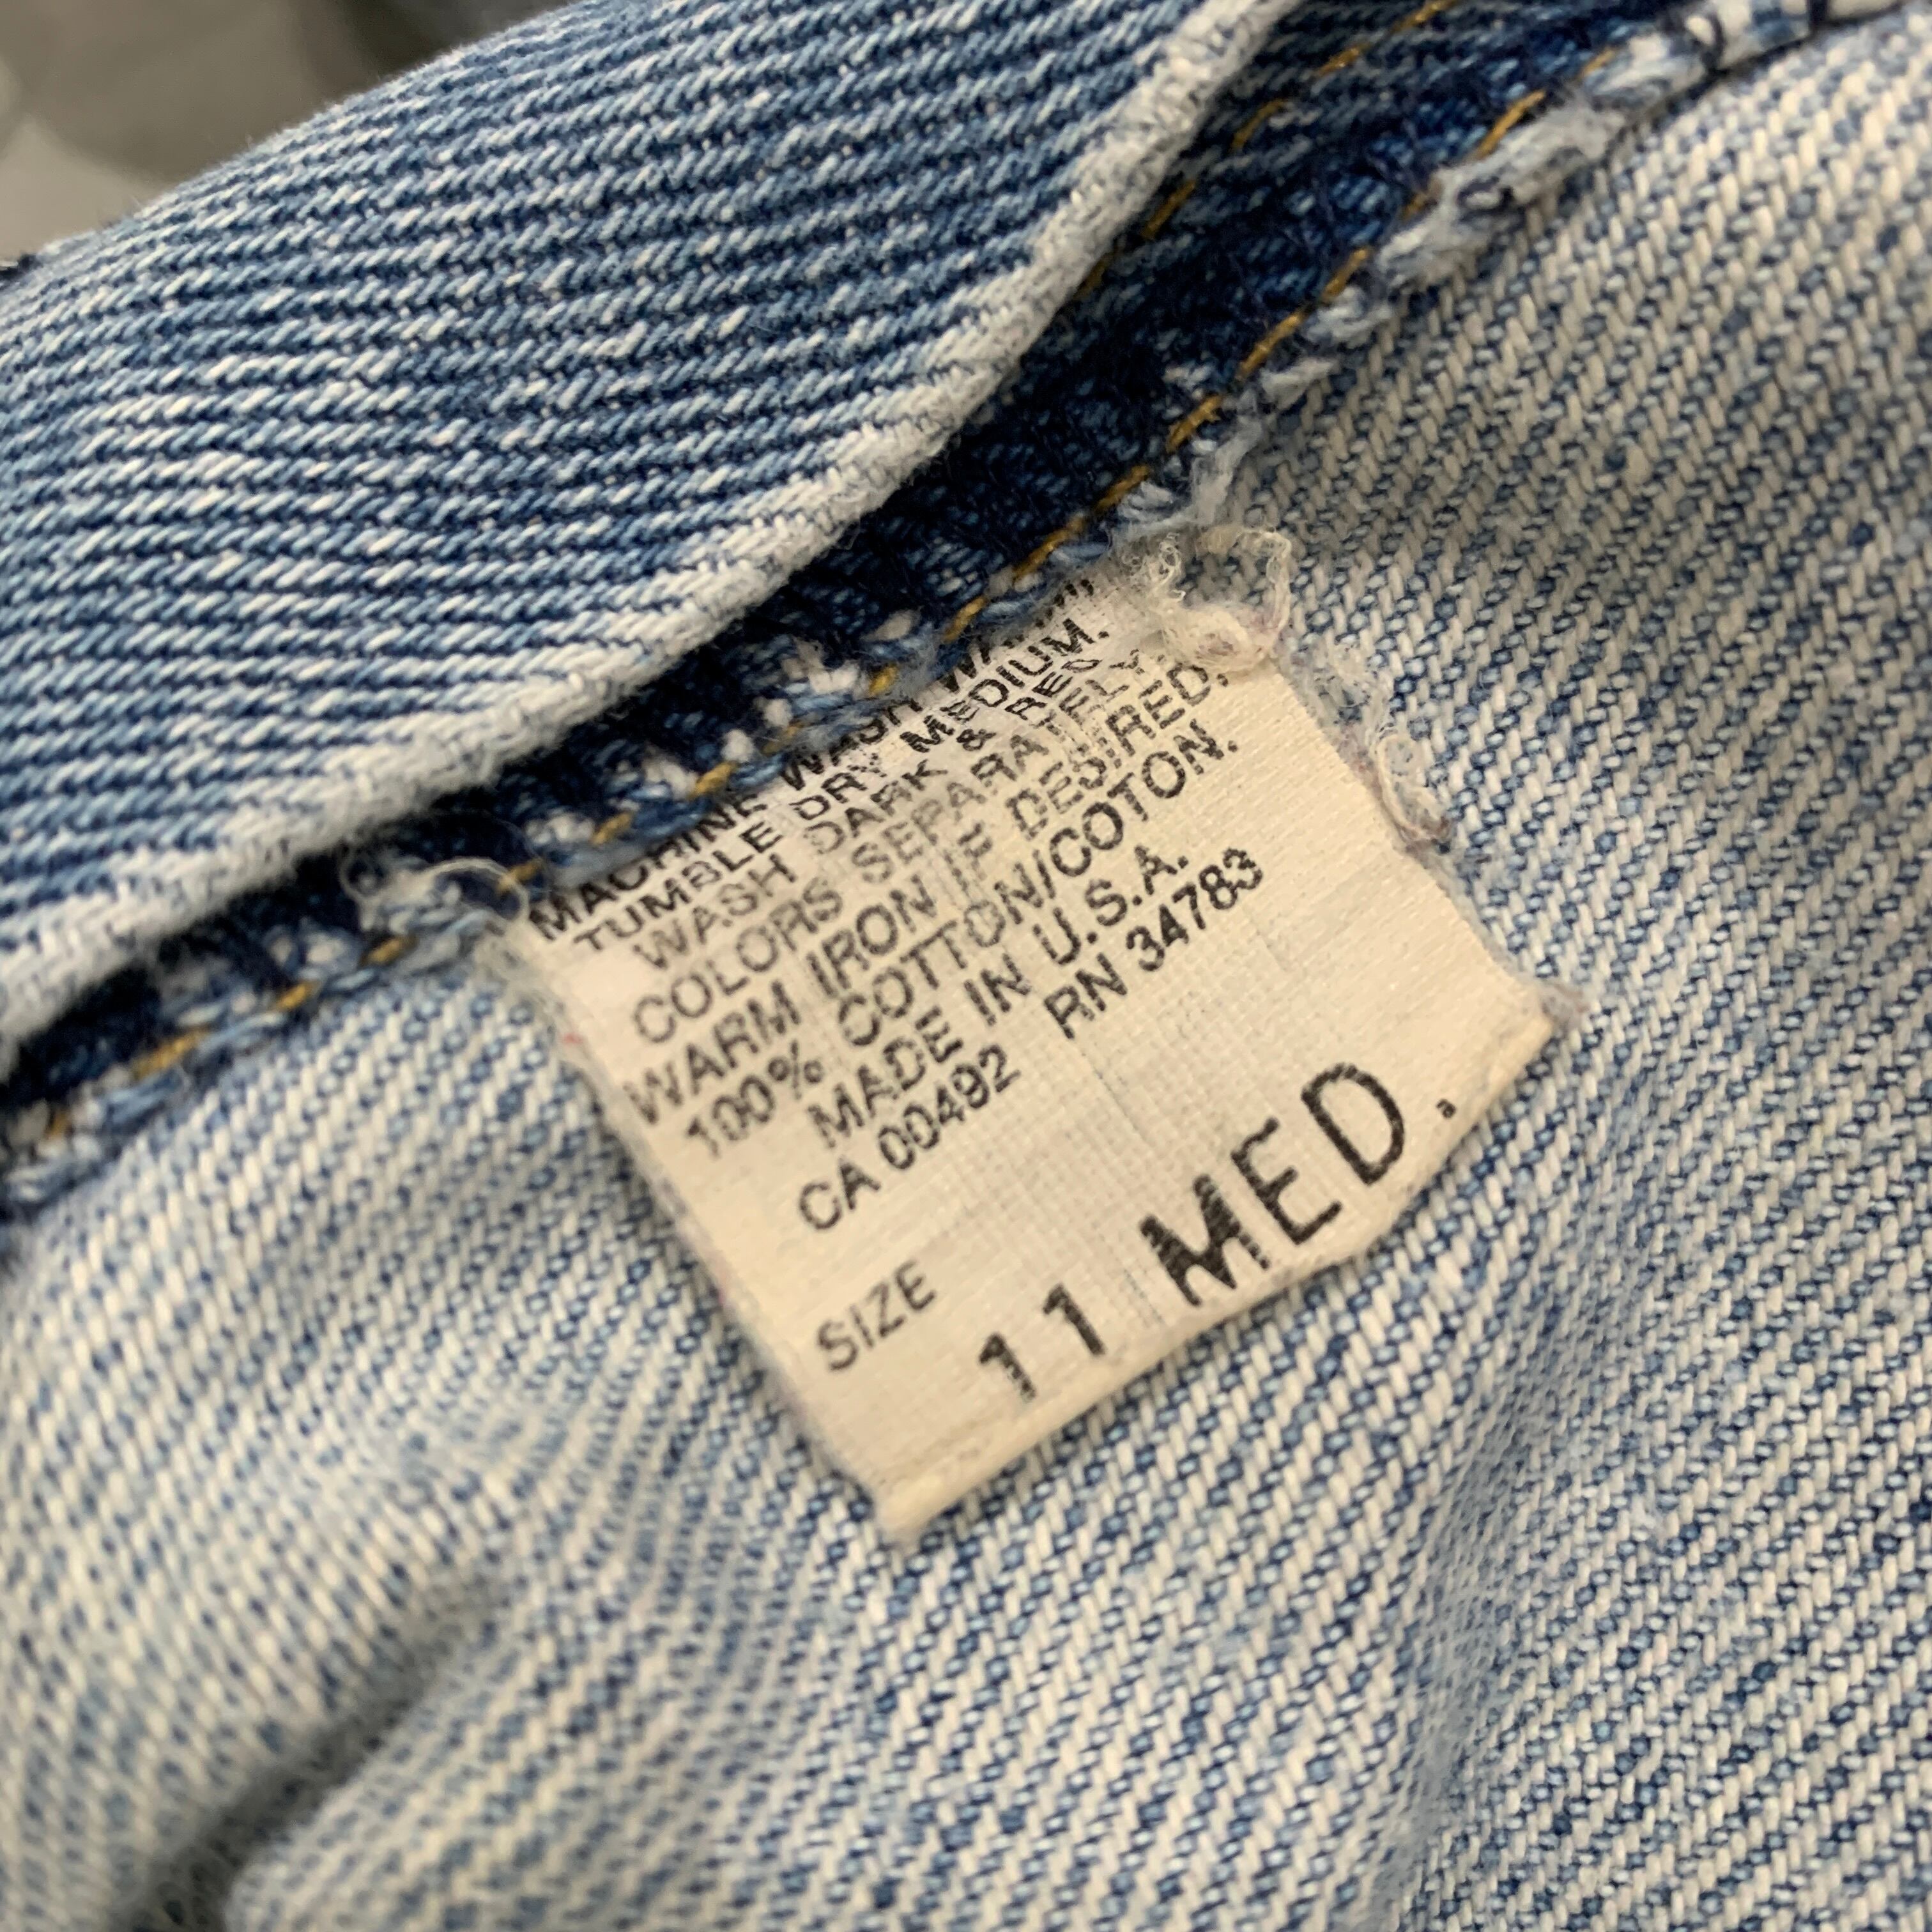 MACHINE WASH WARM,
TUMBLE DRY MEDIUM.
WASH DARK & RED
COLORS SEPARATELY.
WARM IRON IF DESIRED.
100% COTTON/COTON.
MADE IN U.S.A.
CA 00492 RN 34783
SIZE
11 MED.
a